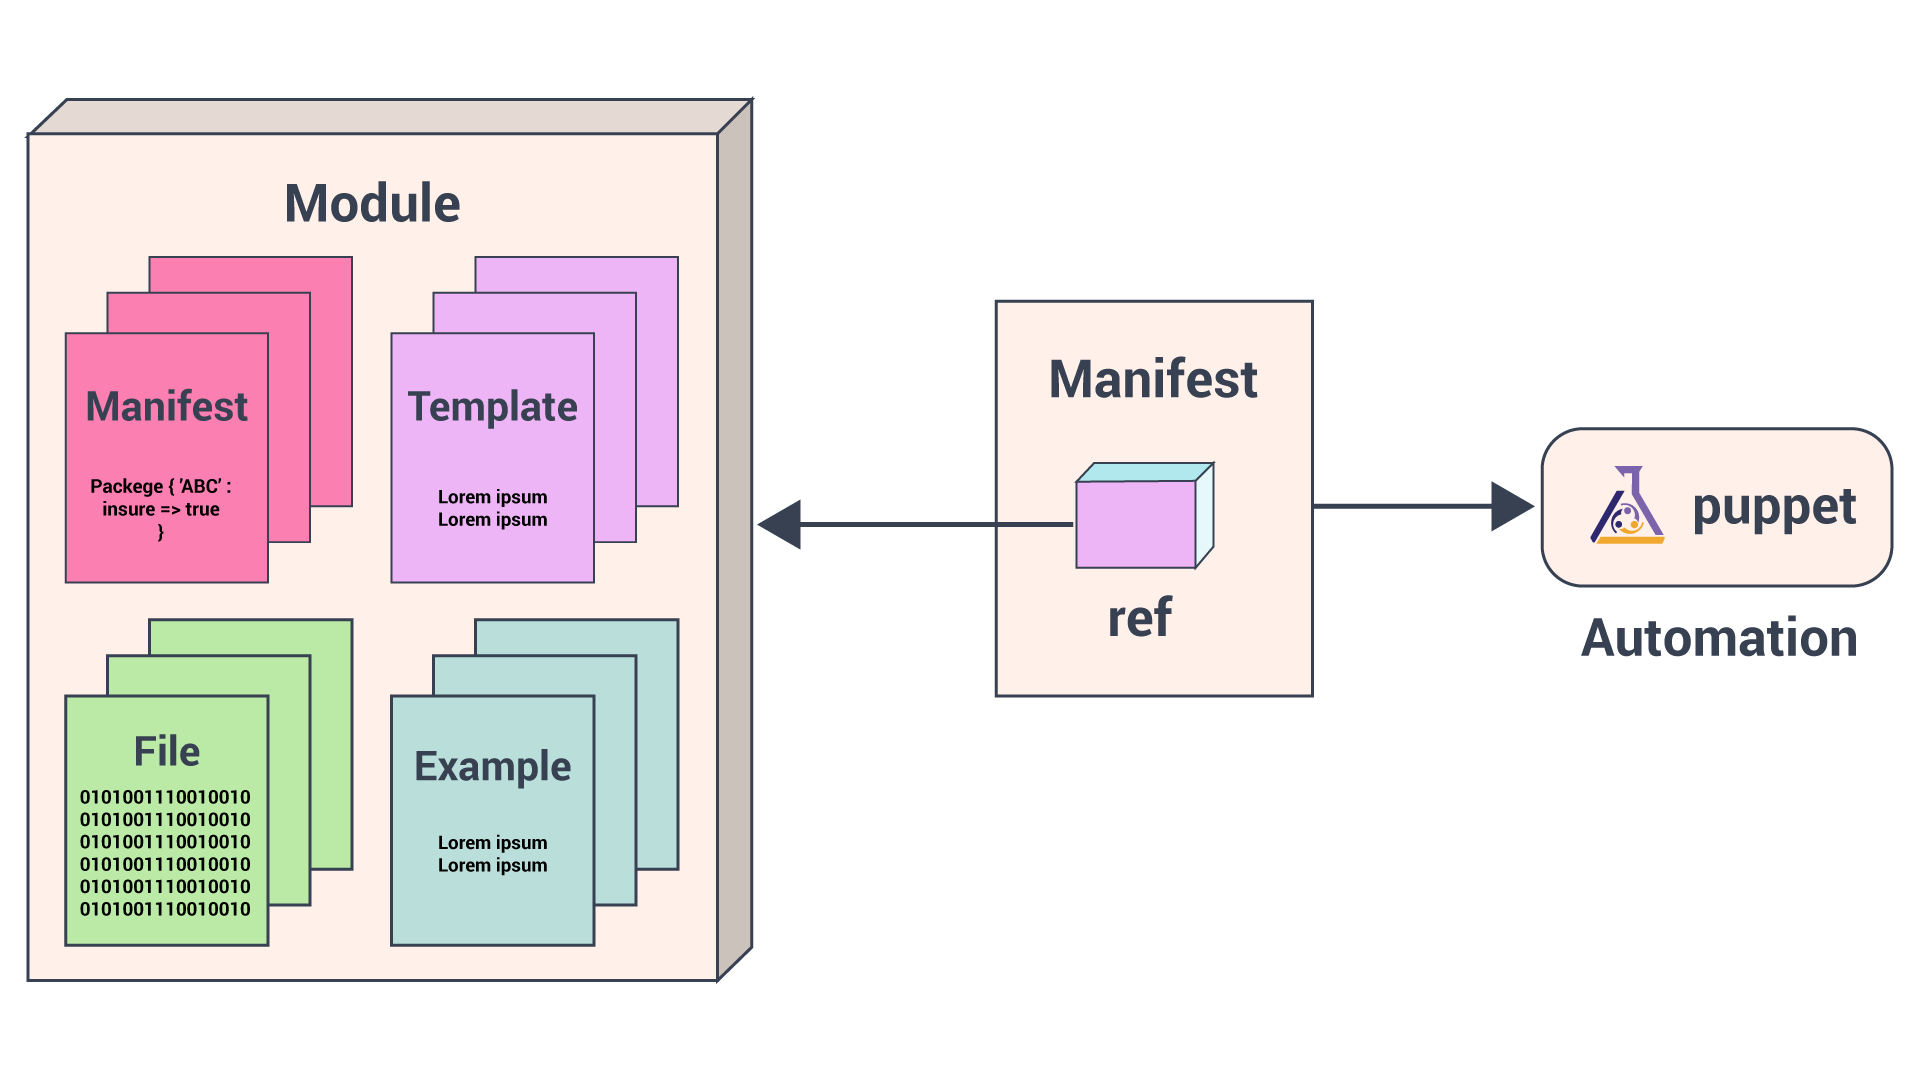 Module
Manifest
Packege { 'ABC' :
insure => true
}
Template
Lorem ipsum
Lorem ipsum
File
0101001110010010
0101001110010010
0101001110010010
0101001110010010
0101001110010010
0101001110010010
Example
Lorem ipsum
Lorem ipsum
Manifest
ref
puppet
Automation